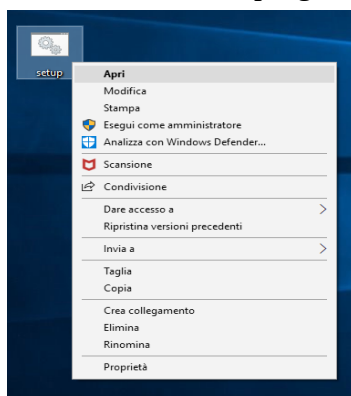 setup
Apri
Modifica
Stampa
Esegui come amministratore
Analizza con Windows Defender...
Scansione
Condivisione
Dare accesso a
Ripristina versioni precedenti
Invia a
Taglia
Copia
Crea collegamento
Elimina
Rinomina
Proprietà